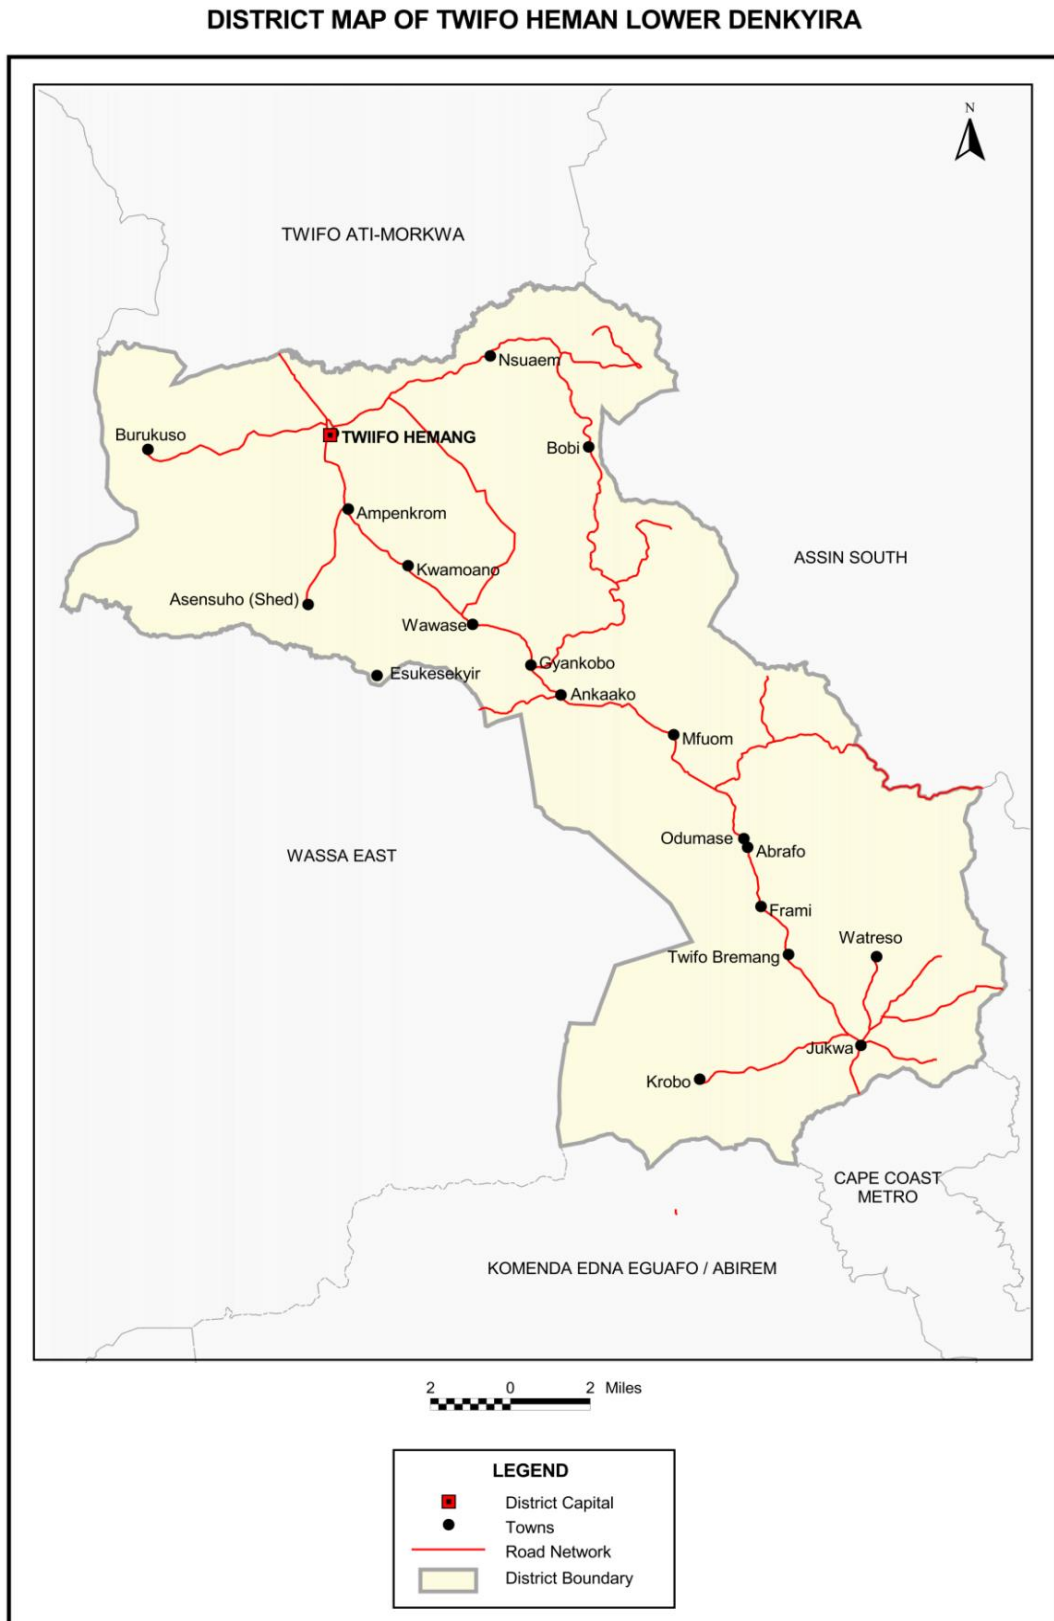 DISTRICT MAP OF TWIFO HEMAN LOWER DENKYIRA
N
TWIFO ATI-MORKWA
Nsuaem
Burukuso
TWIIFO HEMANG
Bobi
Ampenkrom
ASSIN SOUTH
Kwamoano
Asensuho (Shed)
Wawase
Gyankobo
Esukesekyir
Ankaako
Mfuom
Odumase
Abrafo
WASSA EAST
Frami
Watreso
Twifo Bremang
Jukwa
Krobo
CAPE COAST
METRO
KOMENDA EDNA EGUAFO / ABIREM
2 0 2 Miles
LEGEND
District Capital
Towns
Road Network
District Boundary